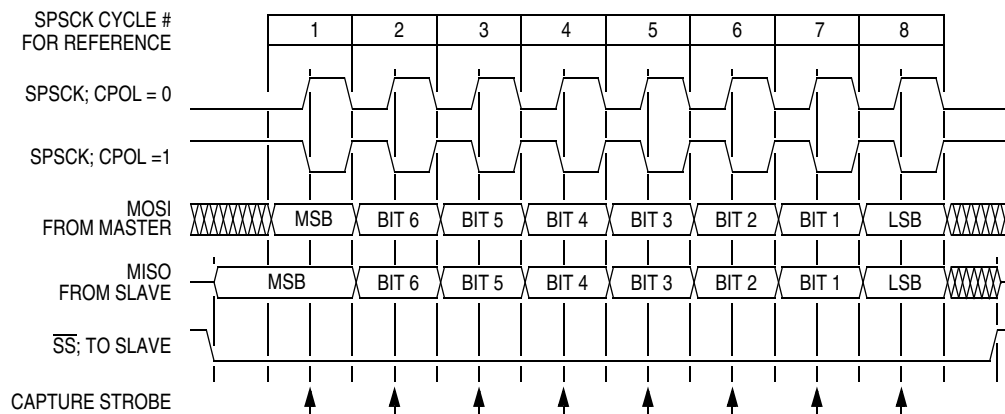 SPSCK CYCLE #
FOR REFERENCE
1 2 3 4 5 6 7 8
SPSCK; CPOL = 0
SPSCK; CPOL =1
MOSI
FROM MASTER
MSB BIT 6 BIT 5 BIT 4 BIT 3 BIT 2 BIT 1 LSB
MISO
FROM SLAVE
MSB BIT 6 BIT 5 BIT 4 BIT 3 BIT 2 BIT 1 LSB
S̅S̅; TO SLAVE
CAPTURE STROBE